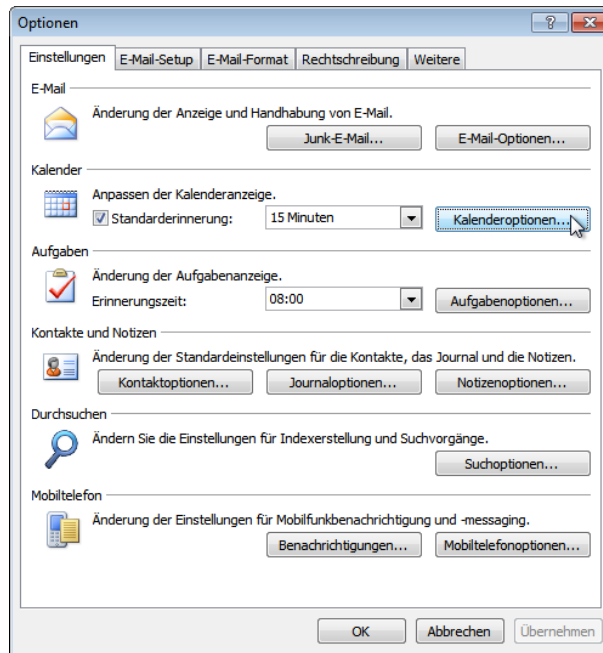 Optionen
Einstellungen E-Mail-Setup E-Mail-Format Rechtschreibung Weitere
E-Mail
Änderung der Anzeige und Handhabung von E-Mail.
Junk-E-Mail... E-Mail-Optionen...
Kalender
Anpassen der Kalenderanzeige.
Standarderinnerung: 15 Minuten Kalenderoptionen...
Aufgaben
Änderung der Aufgabenanzeige.
Erinnerungszeit: 08:00 Aufgabenoptionen...
Kontakte und Notizen
Änderung der Standardeinstellungen für die Kontakte, das Journal und die Notizen.
Kontaktoptionen... Journaloptionen... Notizenoptionen...
Durchsuchen
Ändern Sie die Einstellungen für Indexerstellung und Suchvorgänge.
Suchoptionen...
Mobiltelefon
Änderung der Einstellungen für Mobilfunkbenachrichtigung und -messaging.
Benachrichtigungen... Mobiltelefonoptionen...
OK Abbrechen Übernehmen